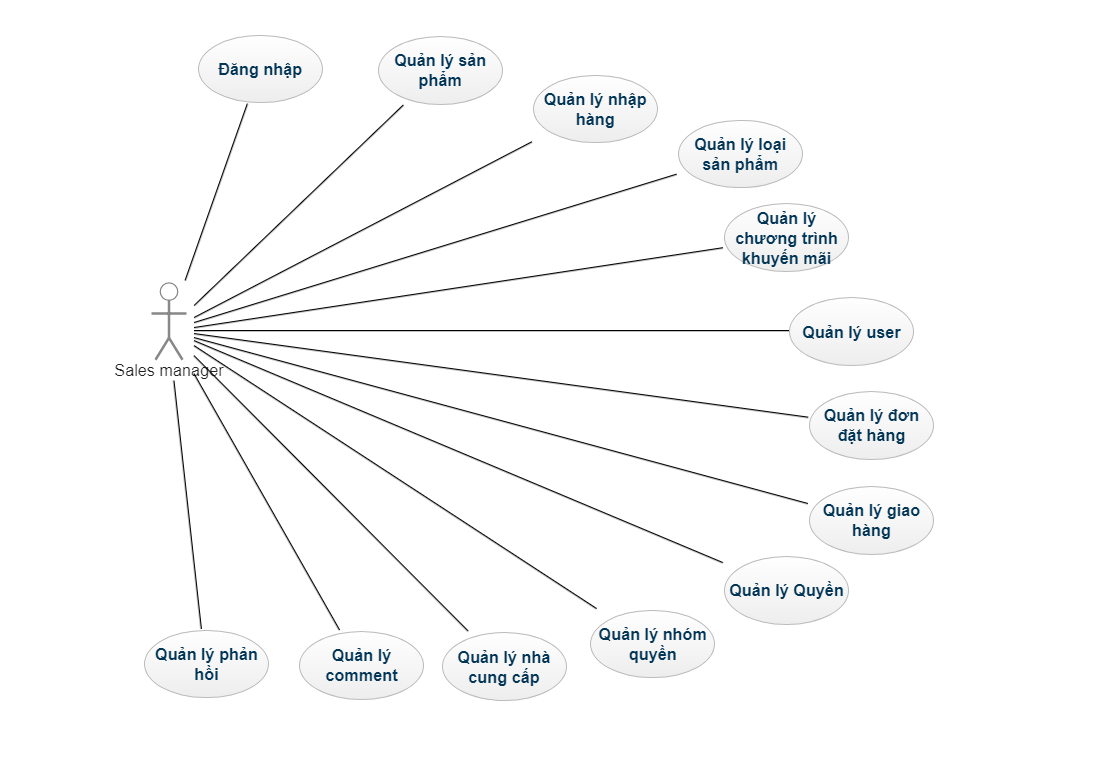 Đăng nhập
Quản lý sản
phẩm
Quản lý nhập
hàng
Quản lý loại
sản phẩm
Quản lý
chương trình
khuyến mãi
Quản lý user
Sales manager
Quản lý đơn
đặt hàng
Quản lý giao
hàng
Quản lý Quyền
Quản lý nhóm
quyền
Quản lý nhà
cung cấp
Quản lý
comment
Quản lý phản
hồi